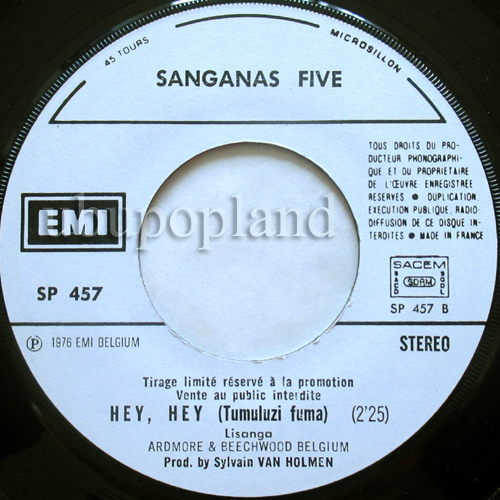 45 TOURS
MICROSILLON
SANGANAS FIVE
TOUS DROITS DU PRO-
DUCTEUR PHONOGRAPHI-
QUE ET DU PROPRIETAIRE
DE L'ŒUVRE ENREGISTREE
RESERVES ● DUPLICATION,
EXECUTION PUBLIQUE, RADIO-
DIFFUSION DE CE DISQUE IN-
TERDITES ● MADE IN FRANCE
EMI
ubupopland
SP 457
SACEM
SACD
SDRM
SGDL
SP 457 B
Ⓟ 1976 EMI BELGIUM
STEREO
Tirage limité réservé à la promotion
Vente au public interdite
HEY, HEY (Tumuluzi fuma) (2'25)
Lisanga
ARDMORE & BEECHWOOD BELGIUM
Prod. by Sylvain VAN HOLMEN